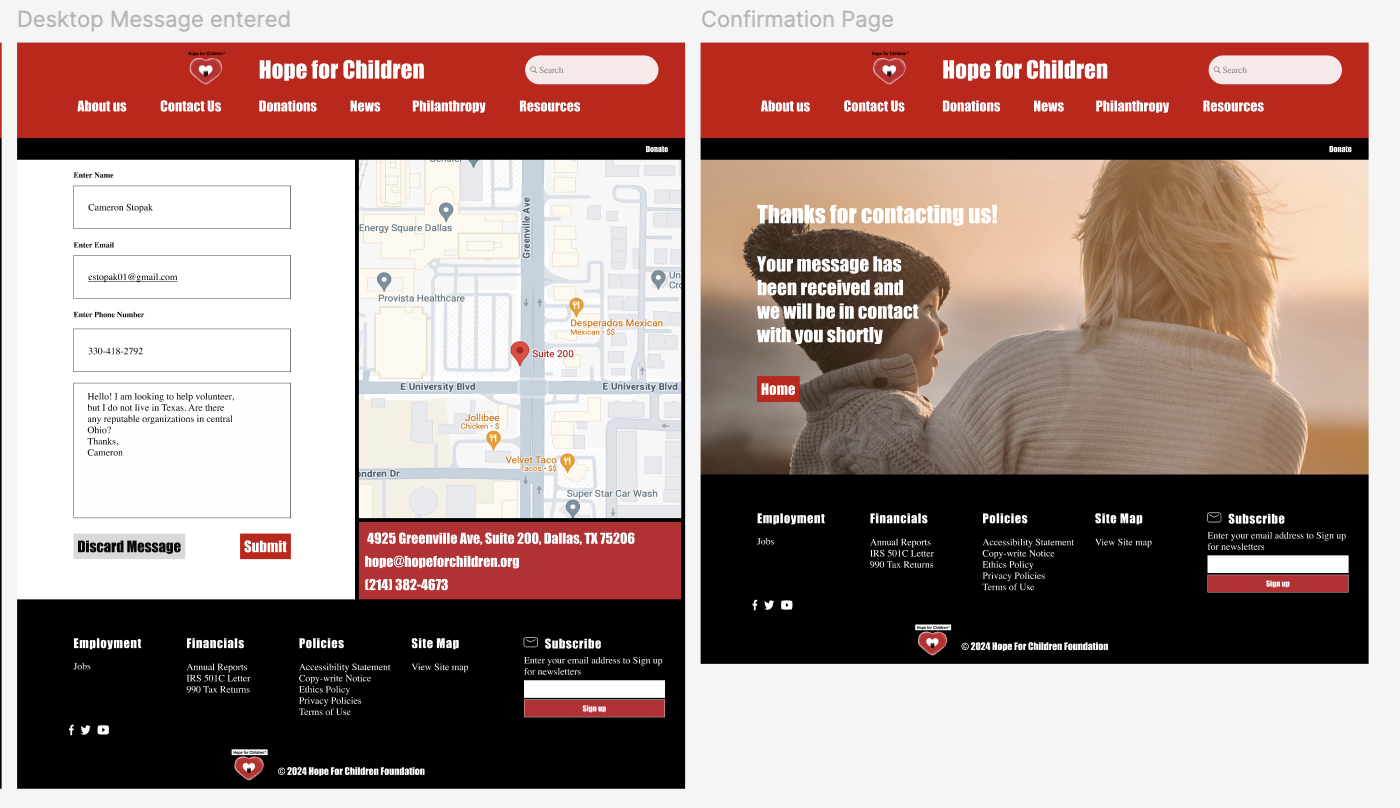 Desktop Message entered
Hope for Children
Hope for Children
Search
About us
Contact Us
Donations
News
Philanthropy
Resources
Donate
Enter Name
Cameron Stopak
Enter Email
cstopak01@gmail.com
Enter Phone Number
330-418-2792
Hello! I am looking to help volunteer,
but I do not live in Texas. Are there
any reputable organizations in central
Ohio?
Thanks,
Cameron
Discard Message
Submit
Greenville Ave
Energy Square Dallas
Provista Healthcare
Desperados Mexican
Mexican · $$
Suite 200
E University Blvd
E University Blvd
Jollibee
Chicken · $
Velvet Taco
Tacos · $$
ondren Dr
Super Star Car Wash
4925 Greenville Ave, Suite 200, Dallas, TX 75206
hope@hopeforchildren.org
(214) 382-4673
Employment
Jobs
Financials
Annual Reports
IRS 501C Letter
990 Tax Returns
Policies
Accessibility Statement
Copy-write Notice
Ethics Policy
Privacy Policies
Terms of Use
Site Map
View Site map
Subscribe
Enter your email address to Sign up
for newsletters
Sign up
Hope for Children
© 2024 Hope For Children Foundation
Confirmation Page
Hope for Children
Hope for Children
Search
About us
Contact Us
Donations
News
Philanthropy
Resources
Donate
Thanks for contacting us!
Your message has
been received and
we will be in contact
with you shortly
Home
Employment
Jobs
Financials
Annual Reports
IRS 501C Letter
990 Tax Returns
Policies
Accessibility Statement
Copy-write Notice
Ethics Policy
Privacy Policies
Terms of Use
Site Map
View Site map
Subscribe
Enter your email address to Sign up
for newsletters
Sign up
Hope for Children
© 2024 Hope For Children Foundation